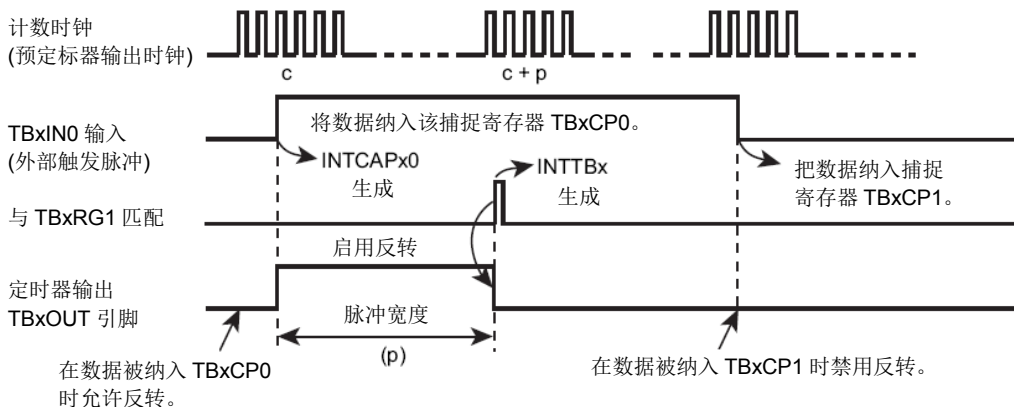 计数时钟
(预定标器输出时钟)
c
c + p
TBxIN0 输入
(外部触发脉冲)
将数据纳入该捕捉寄存器 TBxCP0。
INTCAPx0
生成
INTTBx
生成
把数据纳入捕捉
寄存器 TBxCP1。
与 TBxRG1 匹配
启用反转
定时器输出
TBxOUT 引脚
脉冲宽度
(p)
在数据被纳入 TBxCP0
时允许反转。
在数据被纳入 TBxCP1 时禁用反转。